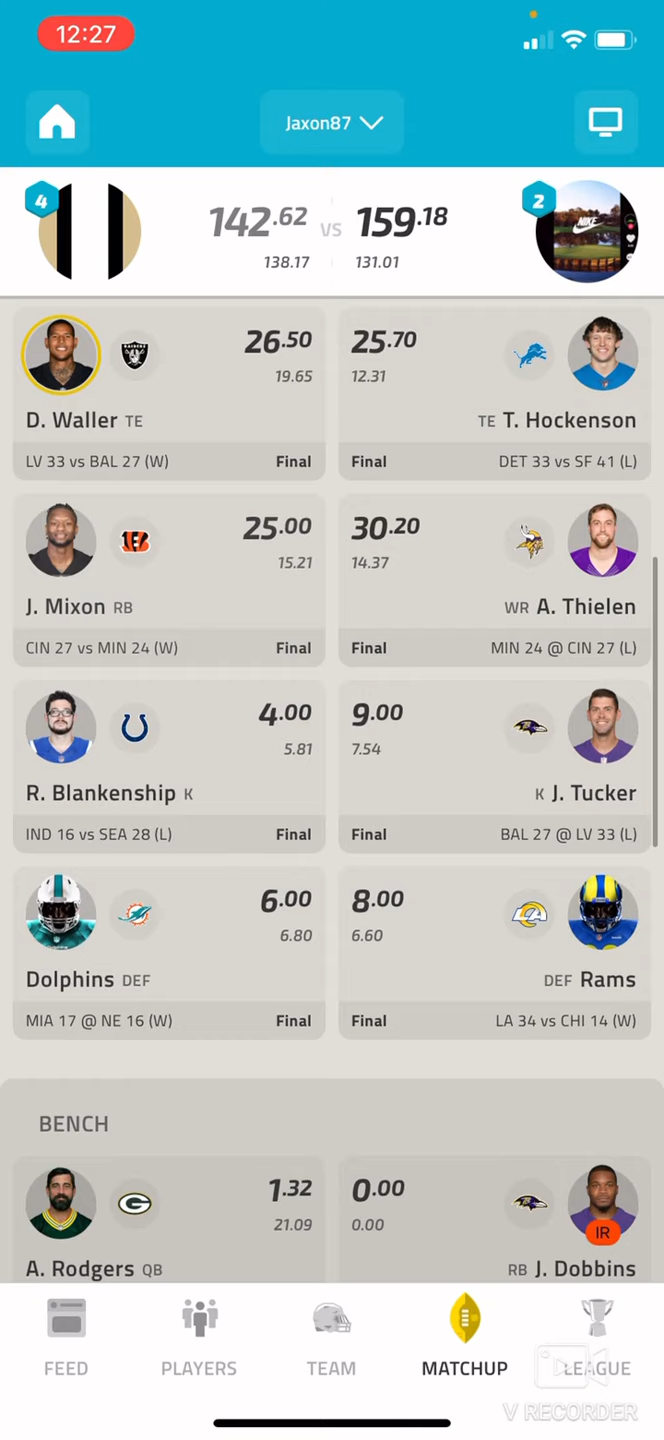 12:27
Jaxon87
4
142.62 VS 159.18
2
138.17 131.01
NIKE
26.50 25.70
19.65 12.31
D. Waller TE TE T. Hockenson
LV 33 vs BAL 27 (W) Final Final DET 33 vs SF 41 (L)
25.00 30.20
15.21 14.37
J. Mixon RB WR A. Thielen
CIN 27 vs MIN 24 (W) Final Final MIN 24 @ CIN 27 (L)
4.00 9.00
5.81 7.54
R. Blankenship K K J. Tucker
IND 16 vs SEA 28 (L) Final Final BAL 27 @ LV 33 (L)
6.00 8.00
6.80 6.60
Dolphins DEF DEF Rams
MIA 17 @ NE 16 (W) Final Final LA 34 vs CHI 14 (W)
BENCH
1.32 0.00
21.09 0.00
IR
A. Rodgers QB RB J. Dobbins
FEED PLAYERS TEAM MATCHUP LEAGUE
V RECORDER